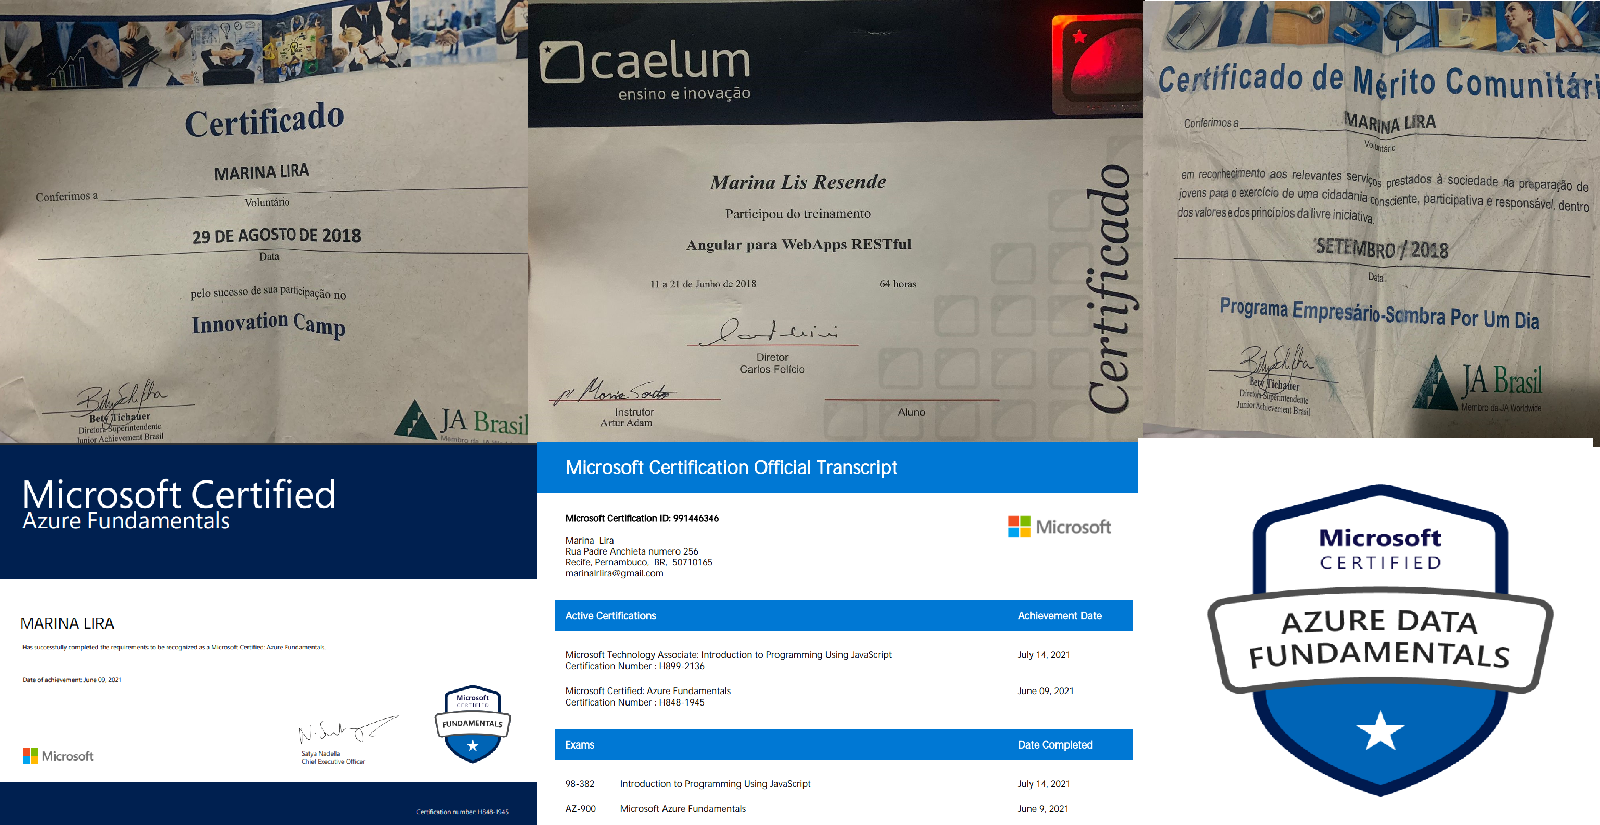 Certificado
MARINA LIRA
Conferimos a
Voluntário
29 DE AGOSTO DE 2018
Data
pelo sucesso de sua participação no
Innovation Camp
Bety Tichauer
Diretora-Superintendente
Junior Achievement Brasil
JA Brasil
Membro da JA
caelum
ensino e inovação
Marina Lis Resende
Participou do treinamento
Angular para WebApps RESTful
11 a 21 de Junho de 2018 64 horas
Diretor
Carlos Felício
Instrutor
Artur Adam
Aluno
Certificado
Certificado de Mérito Comunitári
Conferimos a MARINA LIRA
Voluntário
em reconhecimento aos relevantes serviços prestados à sociedade na preparação de
jovens para o exercício de uma cidadania consciente, participativa e responsável, dentro
dos valores e dos princípios da livre iniciativa.
SETEMBRO / 2018
Data
Programa Empresário-Sombra Por Um Dia
Bety Tichauer
Diretora-Superintendente
Junior Achievement Brasil
JA Brasil
Membro da JA Worldwide
Microsoft Certified
Azure Fundamentals
MARINA LIRA
Has successfully completed the requirements to be recognized as a Microsoft Certified: Azure Fundamentals.
Date of achievement: June 09, 2021
Microsoft
Satya Nadella
Chief Executive Officer
Microsoft
CERTIFIED
FUNDAMENTALS
Certification number: H848-1945
Microsoft Certification Official Transcript
Microsoft Certification ID: 991446346
Marina Lira
Rua Padre Anchieta numero 256
Recife, Pernambuco, BR, 50710165
marinalrlira@gmail.com
Microsoft
Active Certifications Achievement Date
Microsoft Technology Associate: Introduction to Programming Using JavaScript July 14, 2021
Certification Number : H899-2136
Microsoft Certified: Azure Fundamentals June 09, 2021
Certification Number : H848-1945
Exams Date Completed
98-382 Introduction to Programming Using JavaScript July 14, 2021
AZ-900 Microsoft Azure Fundamentals June 9, 2021
Microsoft
CERTIFIED
AZURE DATA
FUNDAMENTALS